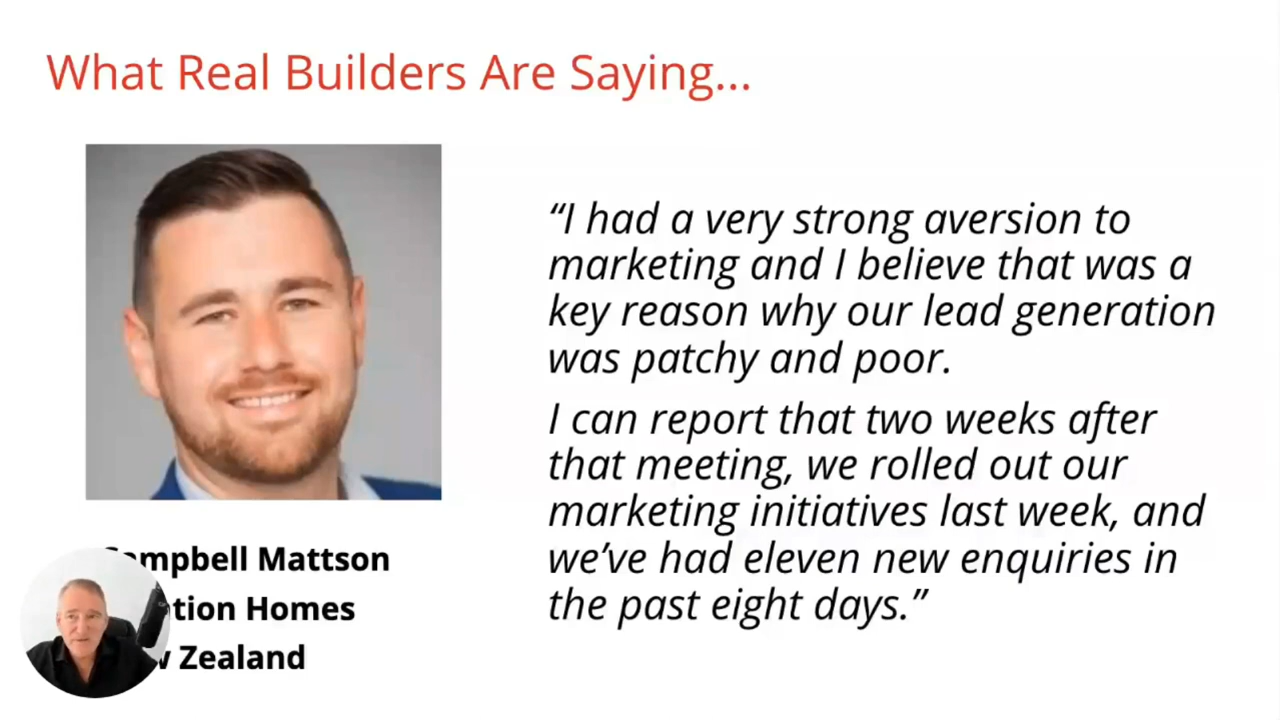 What Real Builders Are Saying...
“I had a very strong aversion to
marketing and I believe that was a
key reason why our lead generation
was patchy and poor.
I can report that two weeks after
that meeting, we rolled out our
marketing initiatives last week, and
we’ve had eleven new enquiries in
the past eight days.”
Campbell Mattson
Homes
Zealand